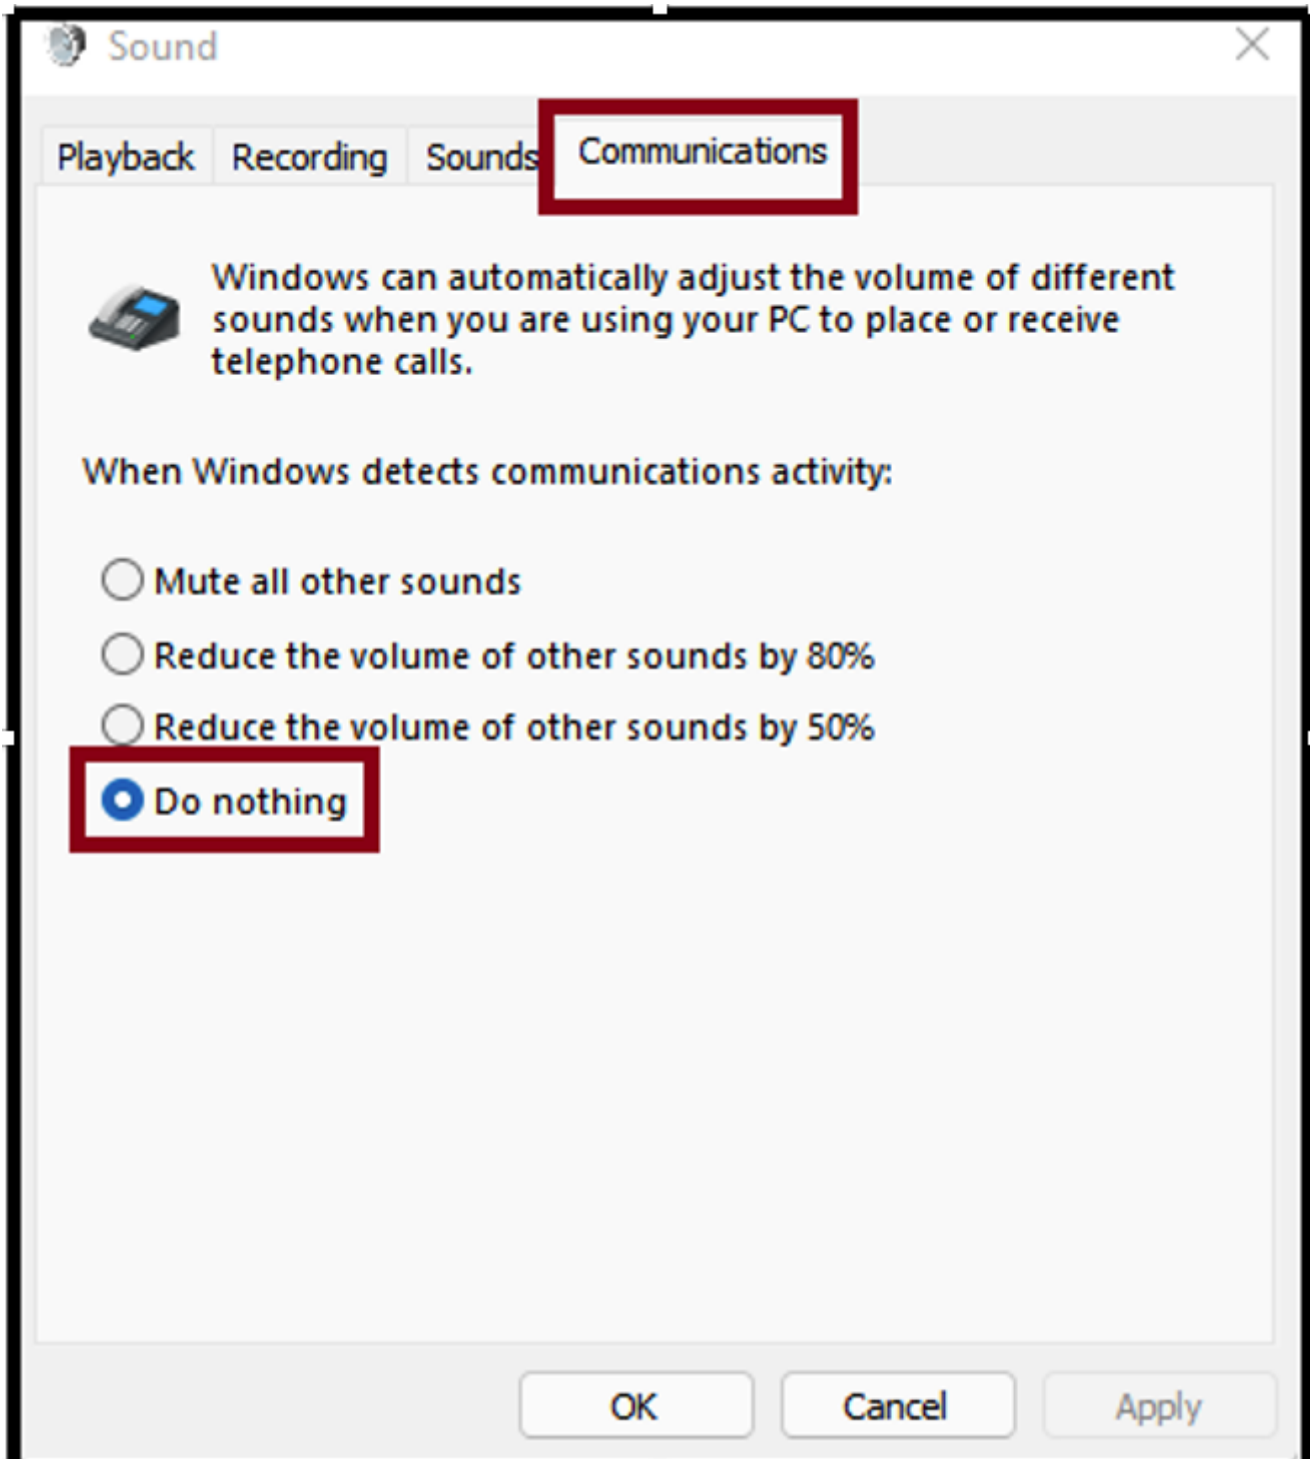 Sound
Playback Recording Sounds Communications
Windows can automatically adjust the volume of different
sounds when you are using your PC to place or receive
telephone calls.
When Windows detects communications activity:
Mute all other sounds
Reduce the volume of other sounds by 80%
Reduce the volume of other sounds by 50%
Do nothing
OK Cancel Apply